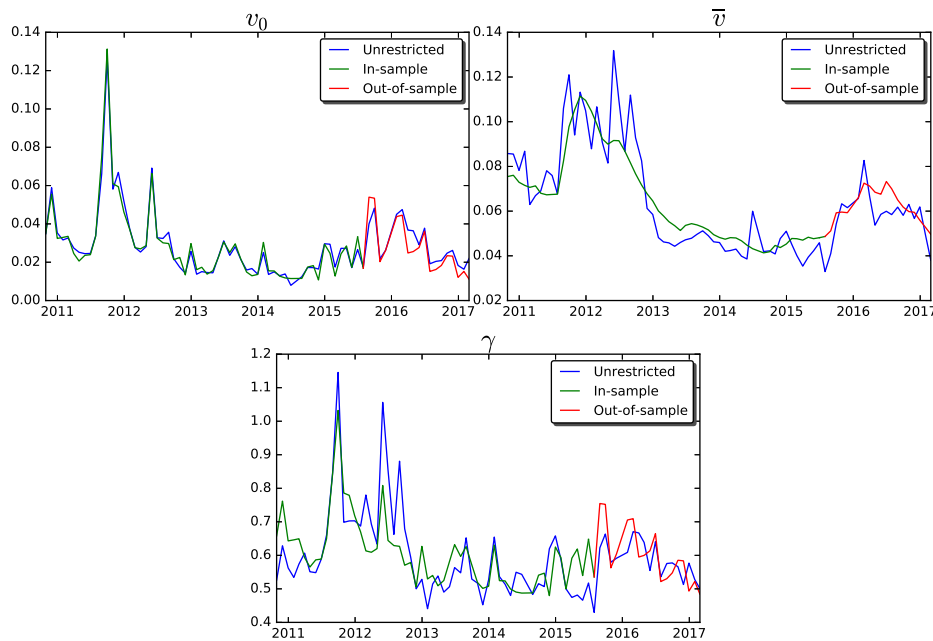 v₀
0.14
0.12
0.10
0.08
0.06
0.04
0.02
0.00
2011 2012 2013 2014 2015 2016 2017
Unrestricted
In-sample
Out-of-sample
v̅
0.14
0.12
0.10
0.08
0.06
0.04
0.02
2011 2012 2013 2014 2015 2016 2017
Unrestricted
In-sample
Out-of-sample
γ
1.2
1.1
1.0
0.9
0.8
0.7
0.6
0.5
0.4
2011 2012 2013 2014 2015 2016 2017
Unrestricted
In-sample
Out-of-sample